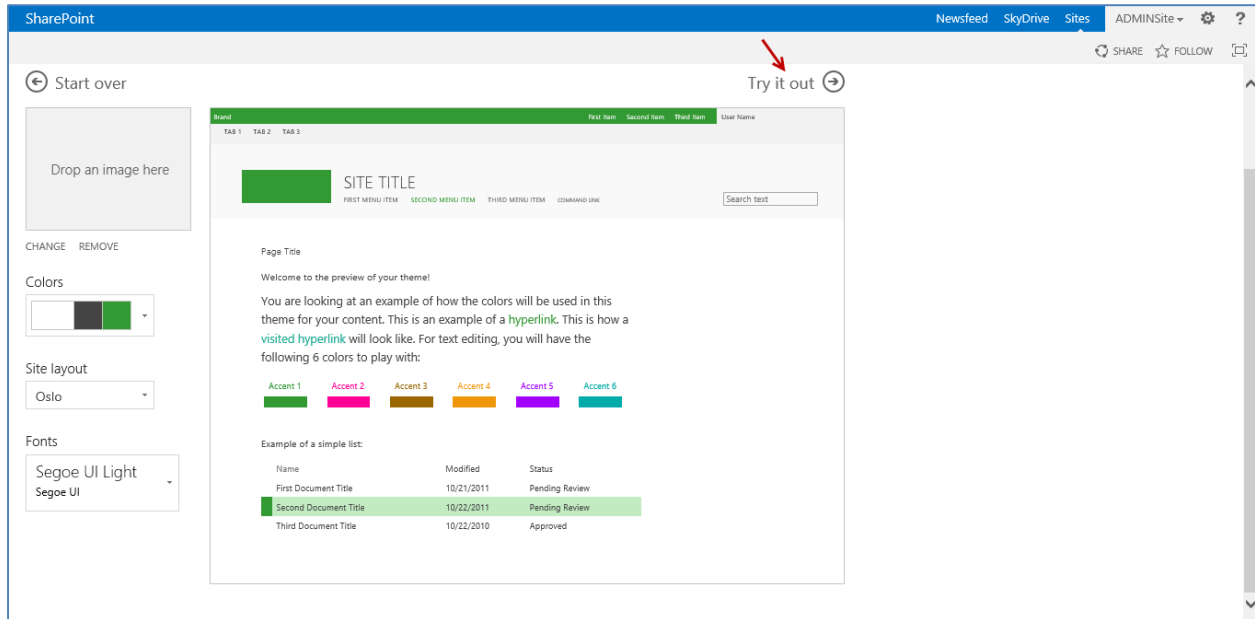 SharePoint Newsfeed SkyDrive Sites ADMINSite ?
SHARE FOLLOW
Start over Try it out
Drop an image here
CHANGE REMOVE
Colors
Site layout
Oslo
Fonts
Segoe UI Light
Segoe UI
Brand First Item Second Item Third Item User Name
TAB 1 TAB 2 TAB 3
SITE TITLE
FIRST MENU ITEM SECOND MENU ITEM THIRD MENU ITEM COMMAND LINK Search text
Page Title
Welcome to the preview of your theme!
You are looking at an example of how the colors will be used in this
theme for your content. This is an example of a hyperlink. This is how a
visited hyperlink will look like. For text editing, you will have the
following 6 colors to play with:
Accent 1 Accent 2 Accent 3 Accent 4 Accent 5 Accent 6
Example of a simple list:
Name Modified Status
First Document Title 10/21/2011 Pending Review
Second Document Title 10/22/2011 Pending Review
Third Document Title 10/22/2010 Approved